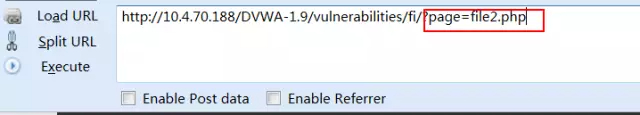 Load URL
http://10.4.70.188/DVWA-1.9/vulnerabilities/fi/?page=file2.php
Split URL
Execute
Enable Post data
Enable Referrer